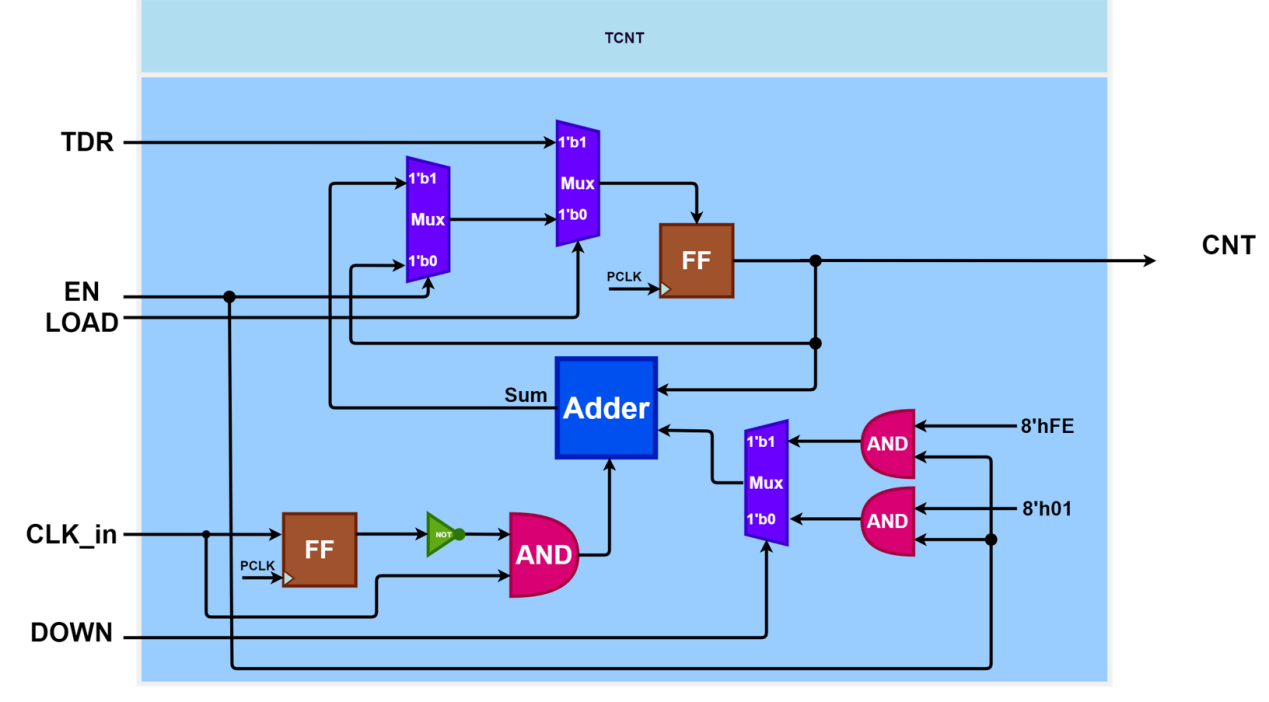 TCNT
TDR
1'b1
Mux
1'b0
1'b1
Mux
1'b0
FF
PCLK
CNT
EN
LOAD
Sum
Adder
1'b1
Mux
1'b0
AND
8'hFE
AND
8'h01
CLK_in
FF
PCLK
NOT
AND
DOWN